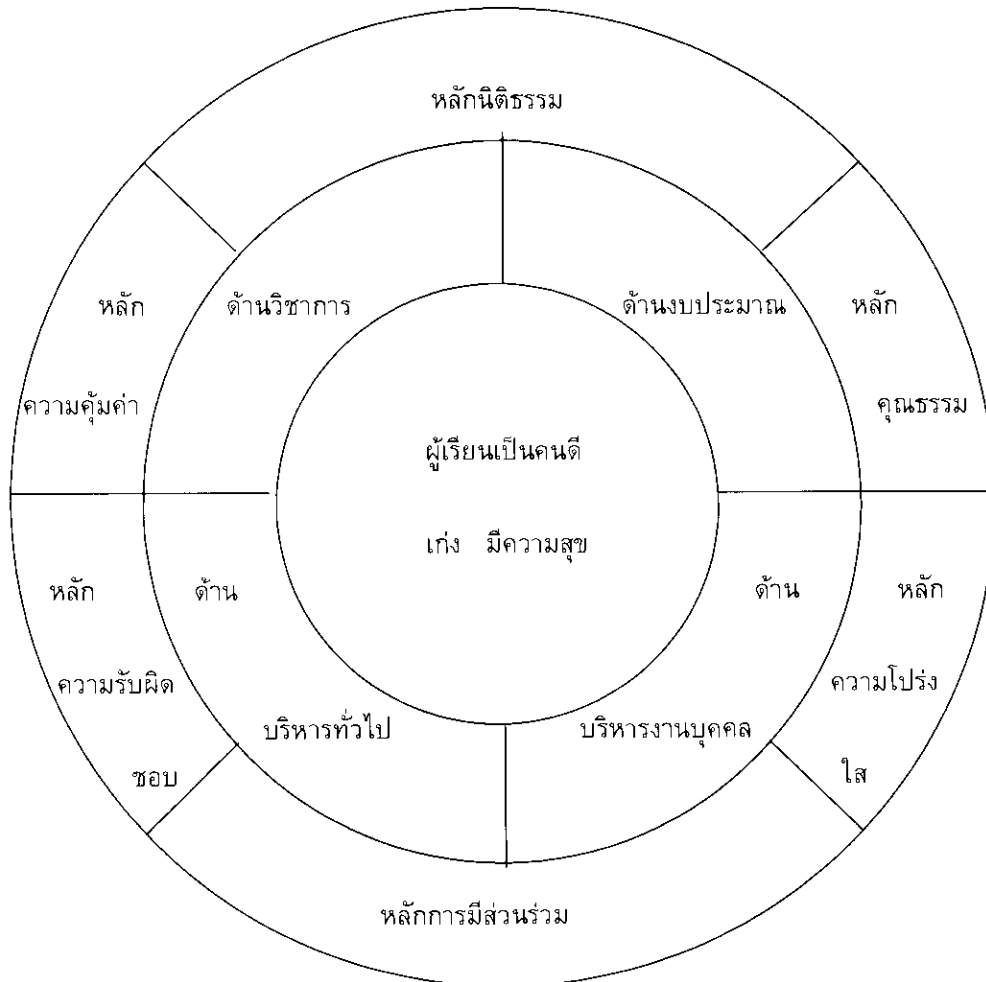 หลักนิติธรรม
หลัก
ความคุ้มค่า
ด้านวิชาการ
ด้านงบประมาณ
หลัก
คุณธรรม
ผู้เรียนเป็นคนดี
เก่ง มีความสุข
หลัก
ความรับผิด
ชอบ
ด้าน
บริหารทั่วไป
ด้าน
บริหารงานบุคคล
หลัก
ความโปร่ง
ใส
หลักการมีส่วนร่วม